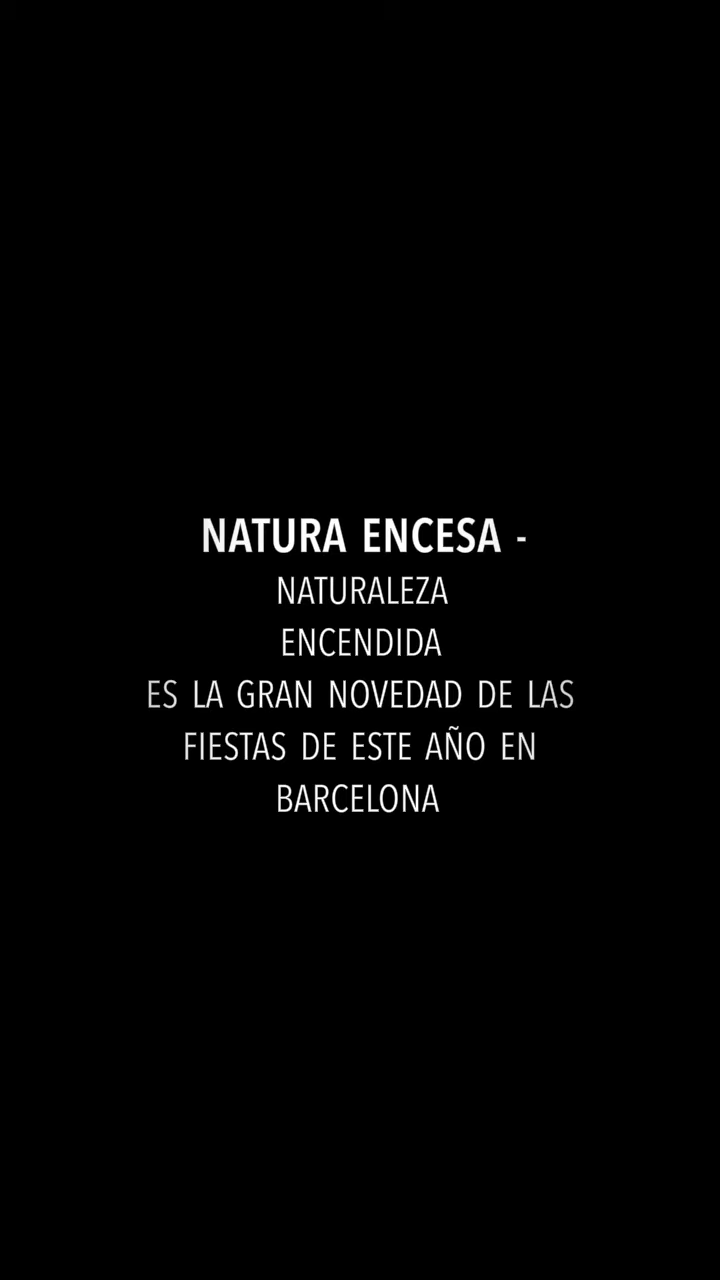 NATURA ENCESA -
NATURALEZA
ENCENDIDA
ES LA GRAN NOVEDAD DE LAS
FIESTAS DE ESTE AÑO EN
BARCELONA